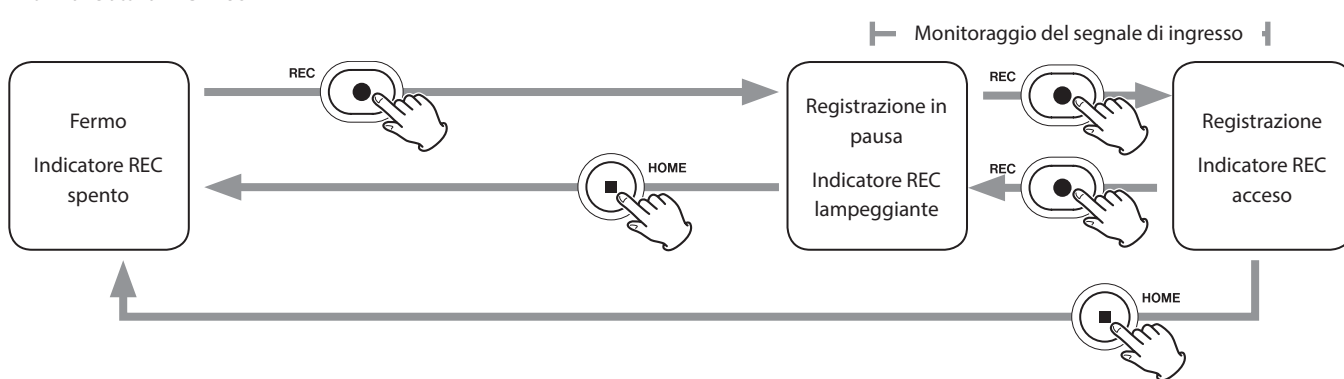 Monitoraggio del segnale di ingresso
Fermo
Indicatore REC
spento
REC
HOME
Registrazione in
pausa
Indicatore REC
lampeggiante
REC
REC
Registrazione
Indicatore REC
acceso
HOME